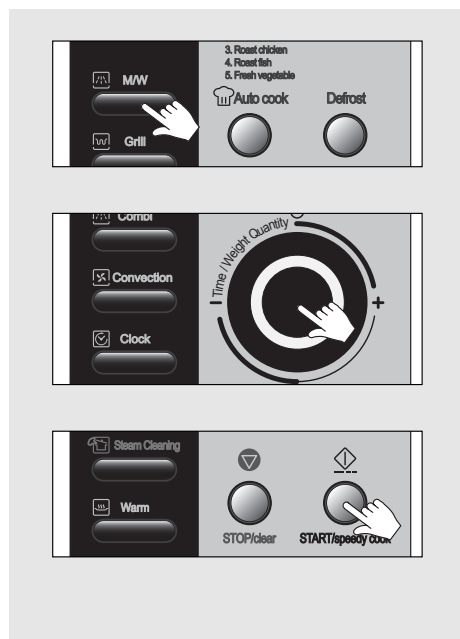 3. Roast chicken
4. Roast fish
5. Fresh vegetable
M/W
Auto cook
Defrost
Grill
Combi
Time / Weight Quantity
Convection
Clock
Steam Cleaning
Warm
STOP/clear
START/speedy cook